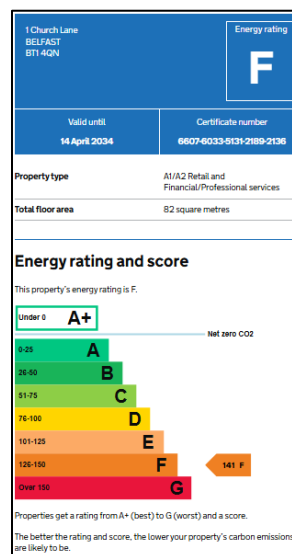 1 Church Lane
BELFAST
BT1 4QN
Energy rating
F
Valid until
14 April 2034
Certificate number
6607-6033-5131-2189-2136
Property type
A1/A2 Retail and
Financial/Professional services
Total floor area
82 square metres
Energy rating and score
This property's energy rating is F.
Under 0 A+
Net zero CO2
0-25 A
26-50 B
51-75 C
76-100 D
101-125 E
126-150 F
141 F
Over 150 G
Properties get a rating from A+ (best) to G (worst) and a score.
The better the rating and score, the lower your property's carbon emissions
are likely to be.